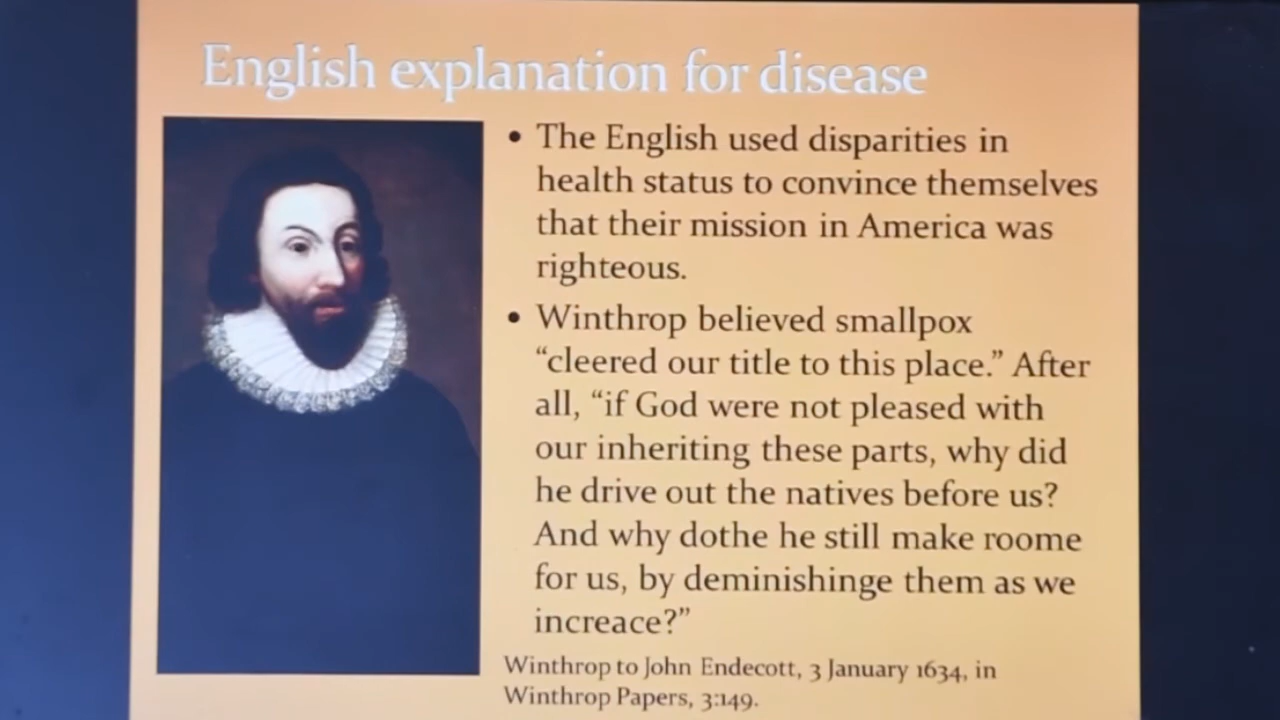 English explanation for disease
• The English used disparities in
health status to convince themselves
that their mission in America was
righteous.
• Winthrop believed smallpox
“cleered our title to this place.” After
all, “if God were not pleased with
our inheriting these parts, why did
he drive out the natives before us?
And why dothe he still make roome
for us, by deminishinge them as we
increace?”
Winthrop to John Endecott, 3 January 1634, in
Winthrop Papers, 3:149.